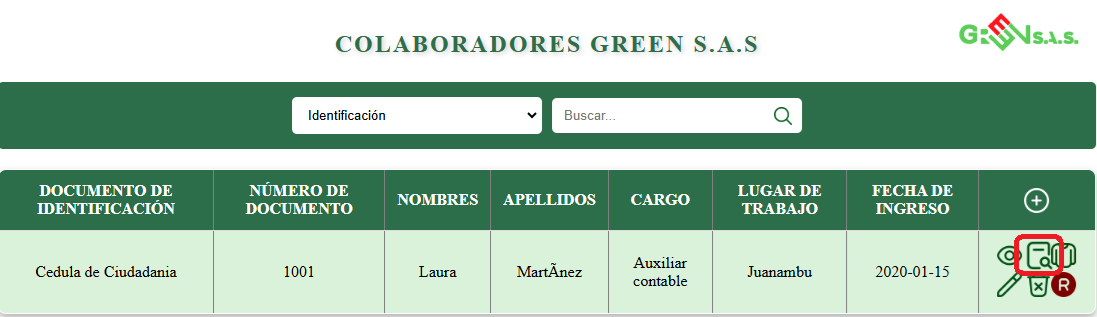 COLABORADORES GREEN S.A.S
GREEN S.A.S.
Identificación
Buscar...
DOCUMENTO DE
IDENTIFICACIÓN
NÚMERO DE
DOCUMENTO
NOMBRES
APELLIDOS
CARGO
LUGAR DE
TRABAJO
FECHA DE
INGRESO
Cedula de Ciudadania
1001
Laura
MartÃnez
Auxiliar
contable
Juanambu
2020-01-15
R